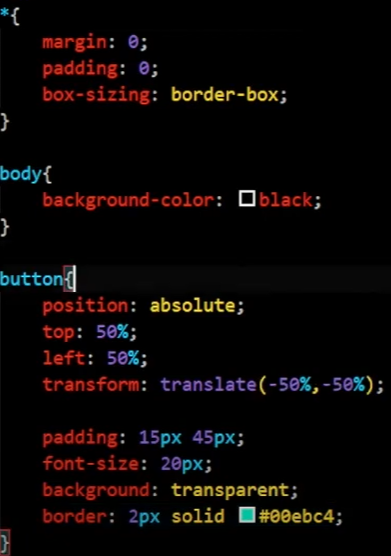 *{
    margin: 0;
    padding: 0;
    box-sizing: border-box;
}

body{
    background-color: black;
}

button{
    position: absolute;
    top: 50%;
    left: 50%;
    transform: translate(-50%,-50%);

    padding: 15px 45px;
    font-size: 20px;
    background: transparent;
    border: 2px solid #00ebc4;
}